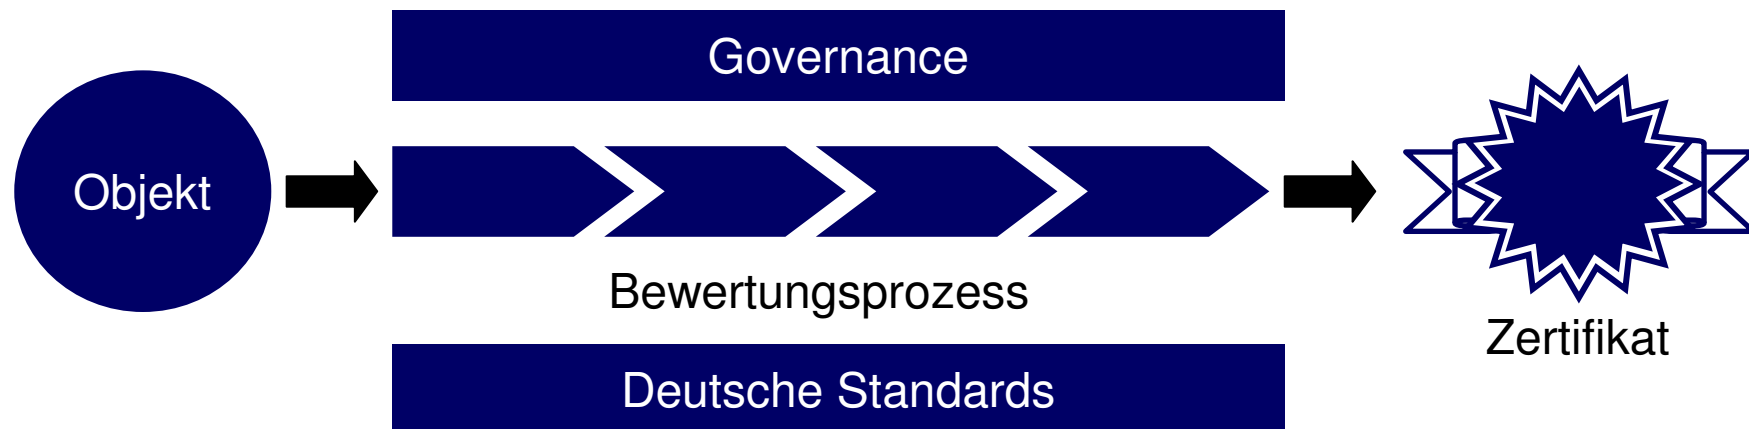 Governance
Objekt
Bewertungsprozess
Zertifikat
Deutsche Standards